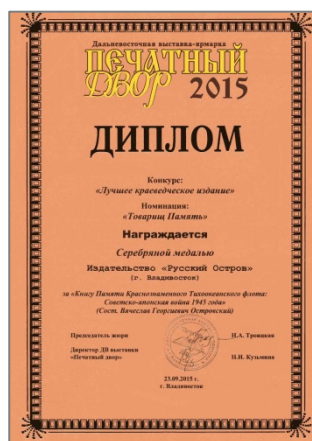 Дальневосточная выставка-ярмарка
ПЕЧАТНЫЙ
ДВОР 2015
ДИПЛОМ
Конкурс:
«Лучшее краеведческое издание»
Номинация:
«Товарищ Память»
Награждается
Серебряной медалью
Издательство «Русский Остров»
(г. Владивосток)
за «Книгу Памяти Краснознаменного Тихоокеанского флота:
Советско-японская война 1945 года»
(Сост. Вячеслав Георгиевич Островский)
Председатель жюри Н.А. Троицкая
Директор ДВ выставки
«Печатный двор» Н.И. Кузьмина
23.09.2015 г.
г. Владивосток